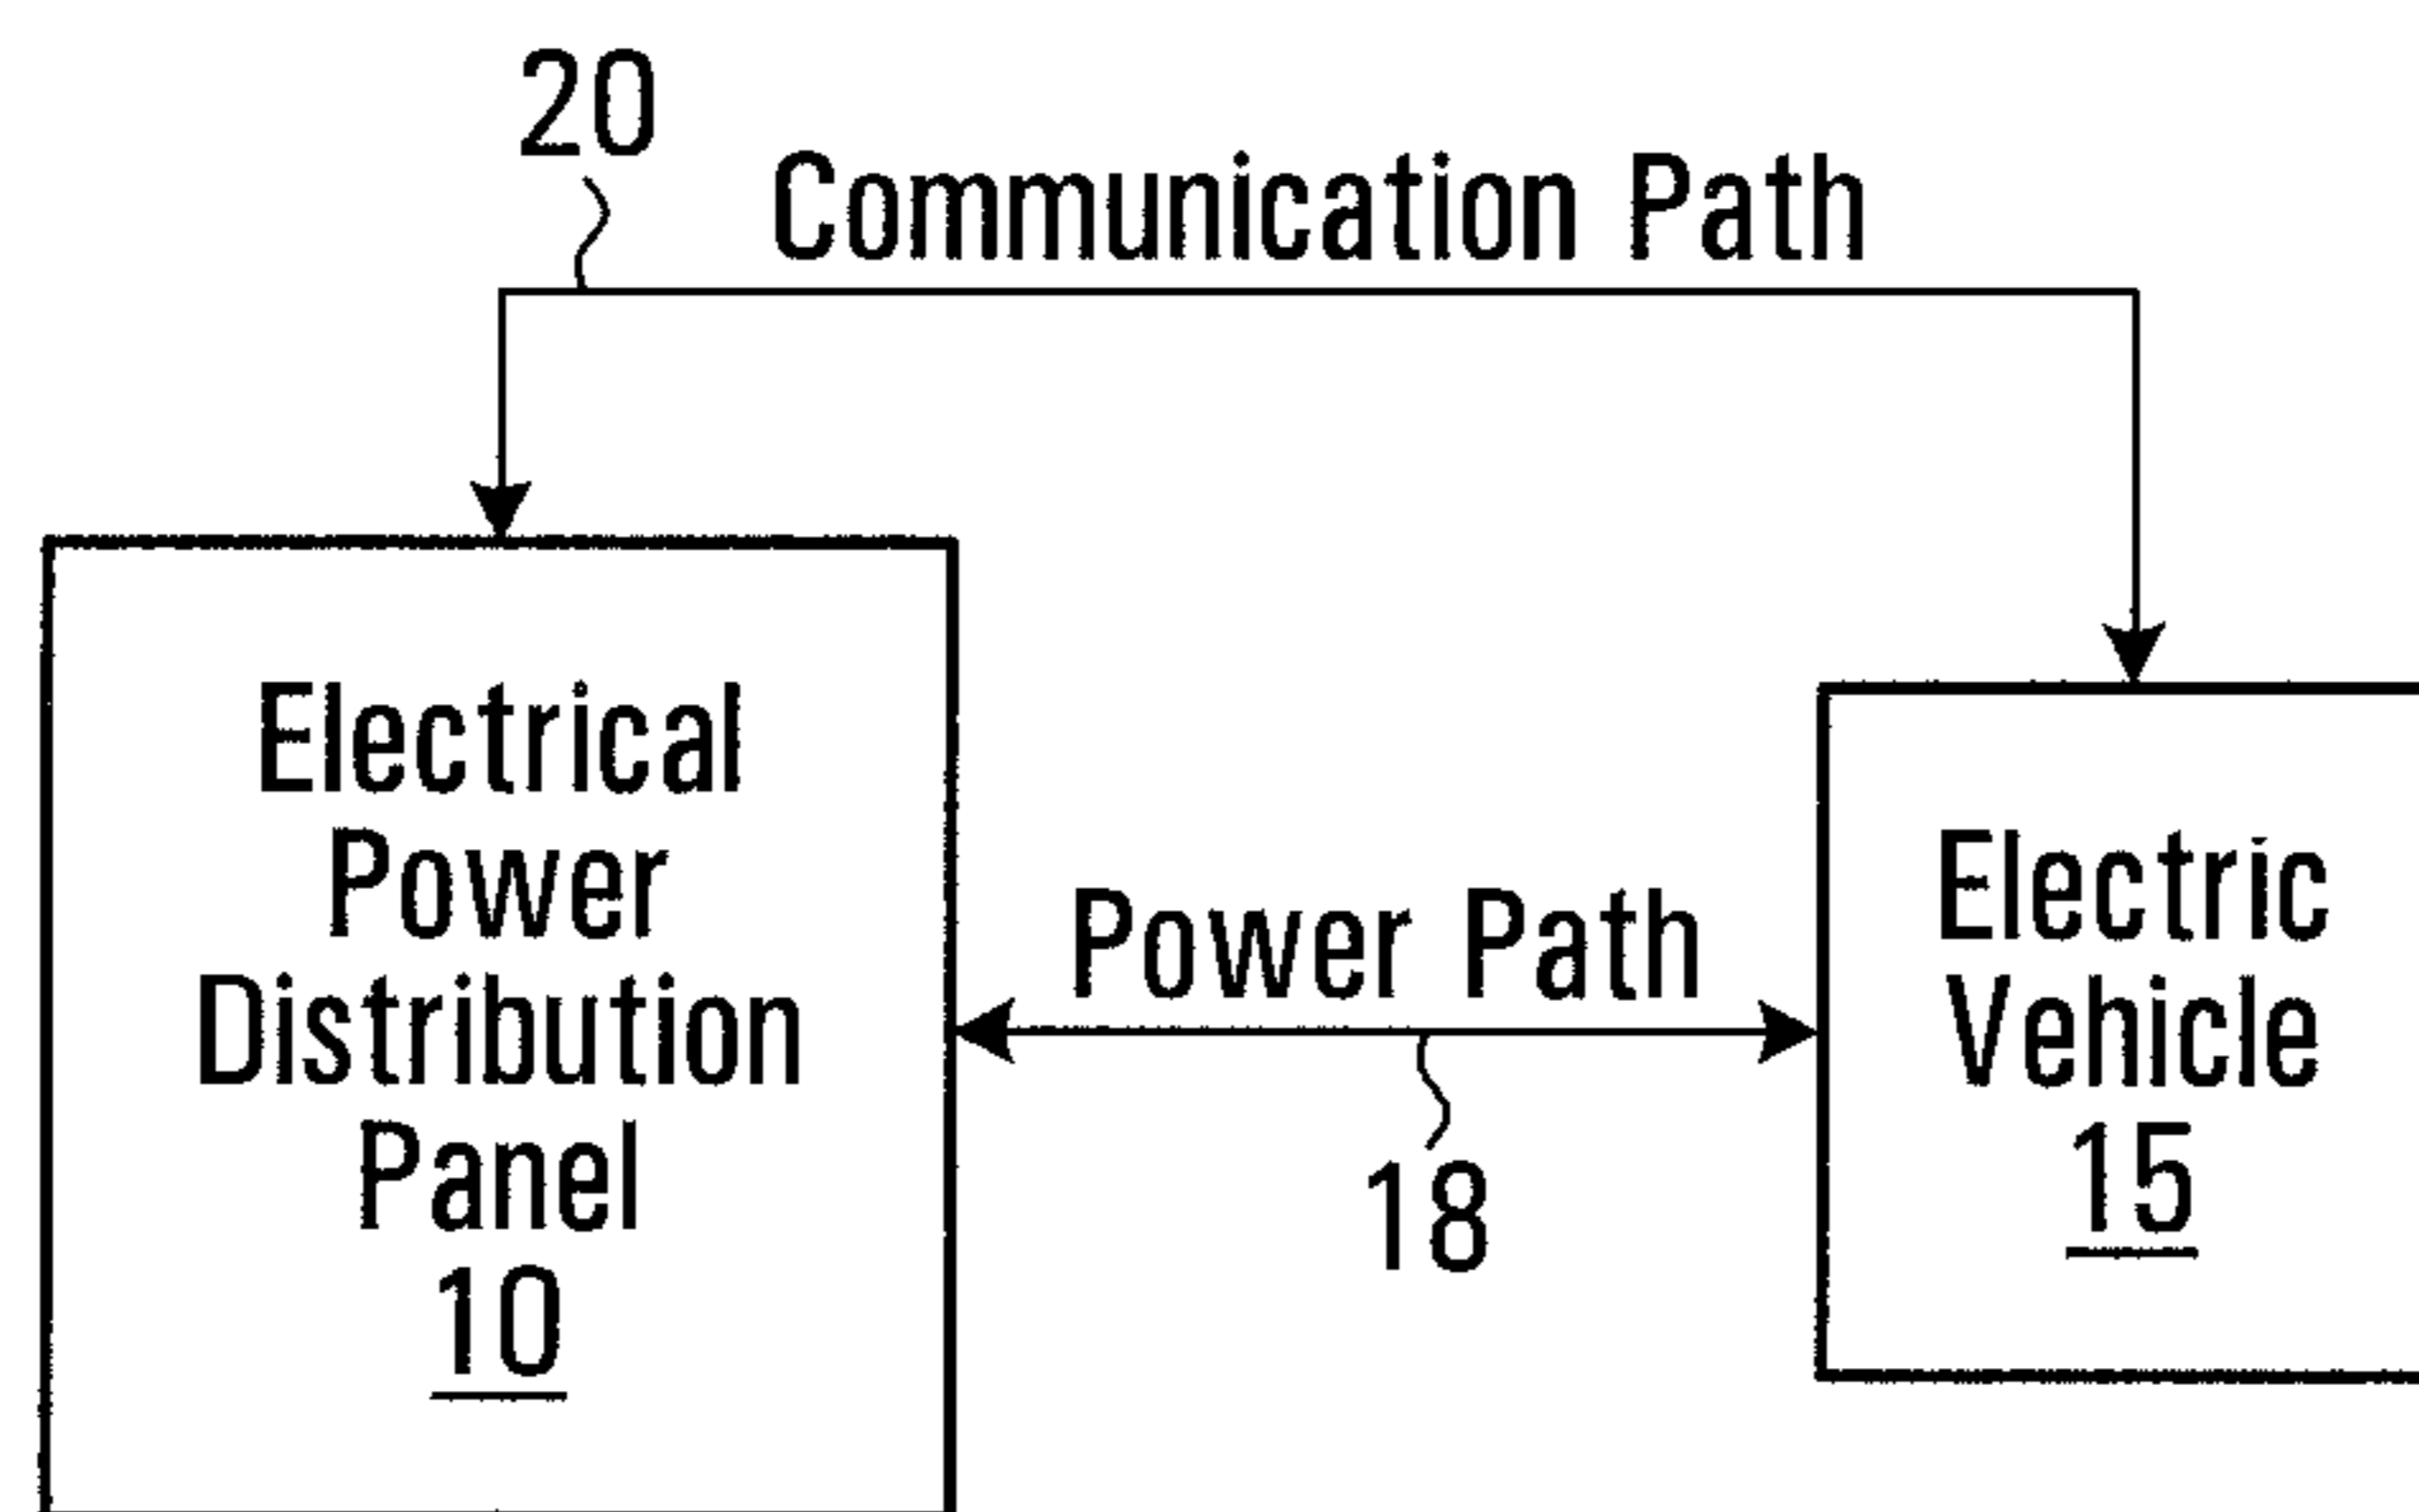 20
Communication Path
Electrical
Power
Distribution
Panel
10
Power Path
18
Electric
Vehicle
15